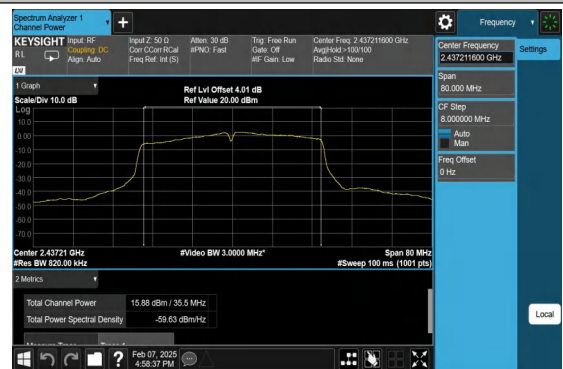 Spectrum Analyzer 1
Channel Power
Frequency
KEYSIGHT
RL
Input: RF
Coupling: DC
Align: Auto
Input Z: 50 Ω
Corr CCorr RCal
Freq Ref: Int (S)
Atten: 30 dB
#PNO: Fast
Trig: Free Run
Gate: Off
#IF Gain: Low
Center Freq: 2.437211600 GHz
Avg|Hold:>100/100
Radio Std: None
LXI
1 Graph
Scale/Div 10.0 dB
Ref Lvl Offset 4.01 dB
Ref Value 20.00 dBm
Log
10.0
0.0
-10.0
-20.0
-30.0
-40.0
-50.0
-60.0
-70.0
Center 2.43721 GHz
#Video BW 3.0000 MHz*
Span 80 MHz
#Res BW 820.00 kHz
#Sweep 100 ms (1001 pts)
2 Metrics
Total Channel Power
15.88 dBm / 35.5 MHz
Total Power Spectral Density
-59.63 dBm/Hz
Feb 07, 2025
4:58:37 PM
Center Frequency
2.437211600 GHz
Settings
Span
80.000 MHz
CF Step
8.000000 MHz
Auto
Man
Freq Offset
0 Hz
Local